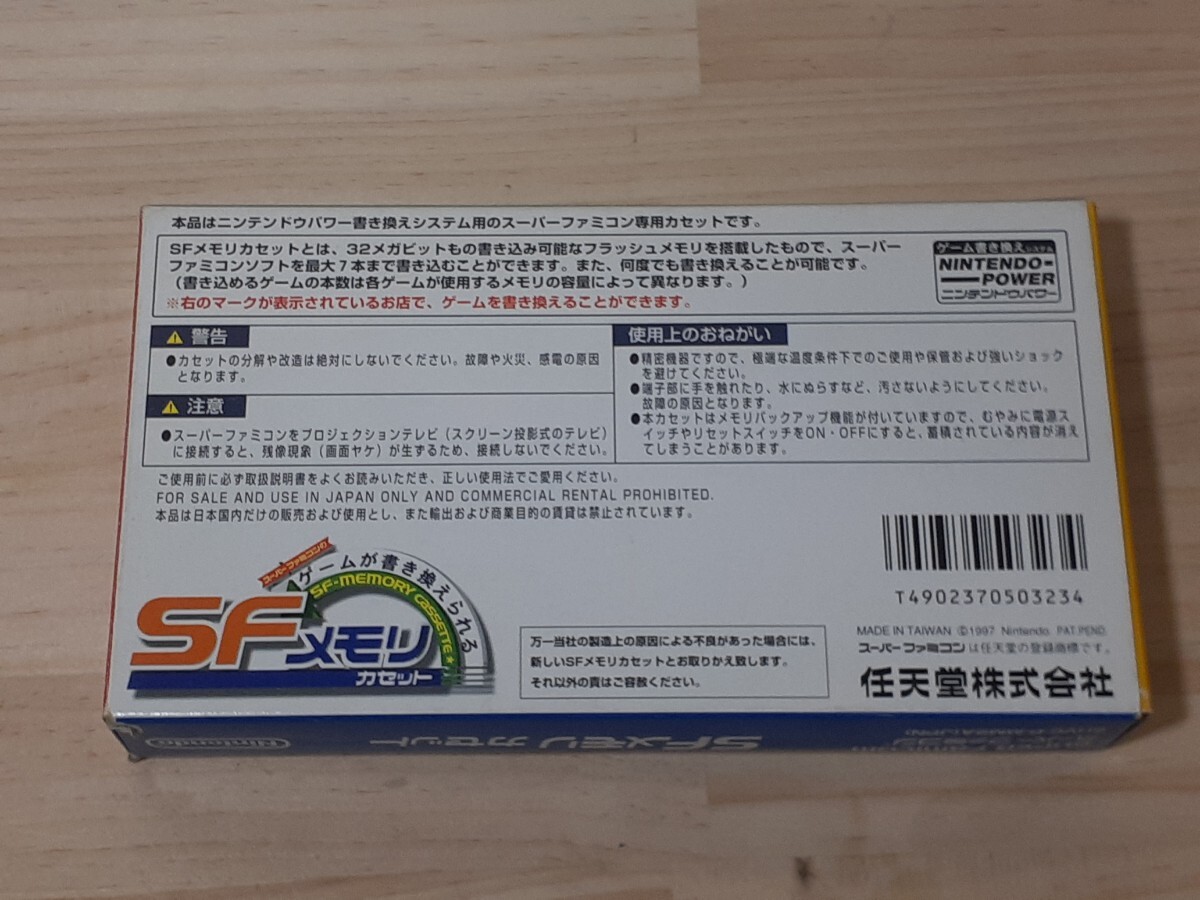 本品はニンテンドウパワー書き換えシステム用のスーパーファミコン専用カセットです。
SFメモリカセットとは、32メガビットもの書き込み可能なフラッシュメモリを搭載したもので、スーパー
ファミコンソフトを最大7本まで書き込むことができます。また、何度でも書き換えることが可能です。
(書き込めるゲームの本数は各ゲームが使用するメモリの容量によって異なります。)
※右のマークが表示されているお店で、ゲームを書き換えることができます。
ゲーム書き換えシステム
NINTENDO-
-POWER
ニンテンドウパワー
警告
●カセットの分解や改造は絶対にしないでください。故障や火災、感電の原因
となります。
注意
●スーパーファミコンをプロジェクションテレビ(スクリーン投影式のテレビ)
に接続すると、残像現象(画面ヤケ)が生ずるため、接続しないでください。
使用上のおねがい
●精密機器ですので、極端な温度条件下でのご使用や保管および強いショック
を避けてください。
●端子部に手を触れたり、水にぬらすなど、汚さないようにしてください。
故障の原因となります。
●本カセットはメモリバックアップ機能が付いていますので、むやみに電源ス
イッチやリセットスイッチをON・OFFにすると、蓄積されている内容が消え
てしまうことがあります。
ご使用前に必ず取扱説明書をよくお読みいただき、正しい使用法でご愛用ください。
FOR SALE AND USE IN JAPAN ONLY AND COMMERCIAL RENTAL PROHIBITED.
本品は日本国内だけの販売および使用とし、また輸出および商業目的の賃貸は禁止されています。
スーパーファミコンの
ゲームが書き換えられる
SF-MEMORY CASSETTE★
SFメモリ
カセット
万一当社の製造上の原因による不良があった場合には、
新しいSFメモリカセットとお取りかえ致します。
それ以外の責はご容赦ください。
T4902370503234
MADE IN TAIWAN ©1997 Nintendo. PAT.PEND.
スーパーファミコンは任天堂の登録商標です。
任天堂株式会社
Nintendo
SFメモリ カセット